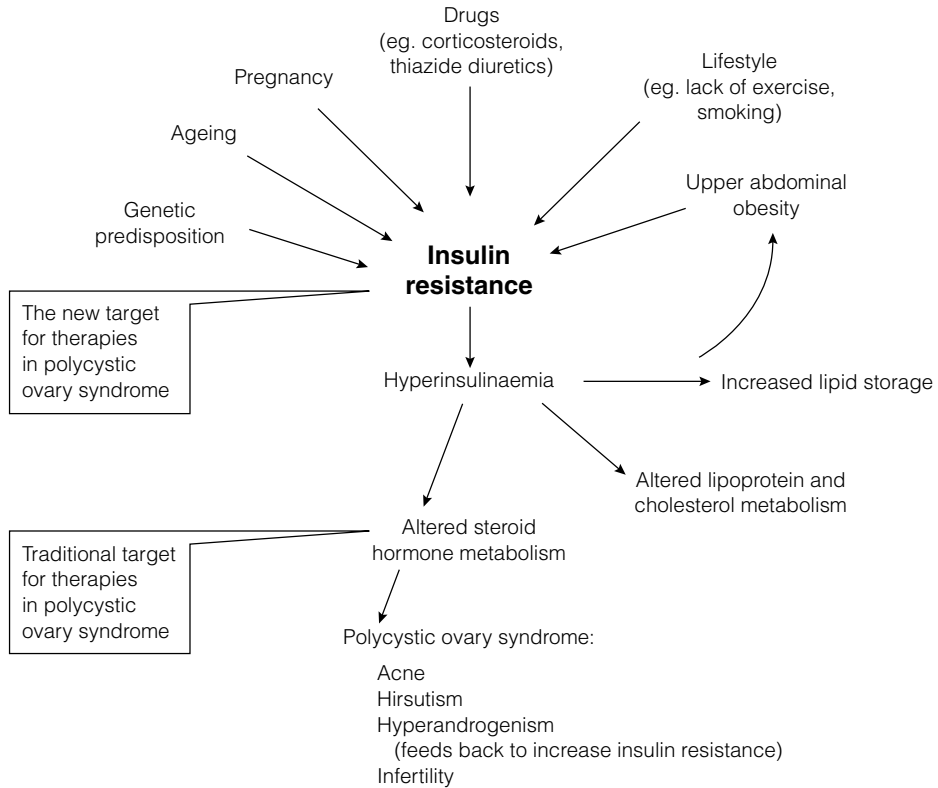 Drugs
(eg. corticosteroids,
thiazide diuretics)
Lifestyle
(eg. lack of exercise,
smoking)
Pregnancy
Ageing
Upper abdominal
obesity
Genetic
predisposition
Insulin
resistance
The new target
for therapies
in polycystic
ovary syndrome
Hyperinsulinaemia
Increased lipid storage
Altered lipoprotein and
cholesterol metabolism
Altered steroid
hormone metabolism
Traditional target
for therapies
in polycystic
ovary syndrome
Polycystic ovary syndrome:
Acne
Hirsutism
Hyperandrogenism
(feeds back to increase insulin resistance)
Infertility